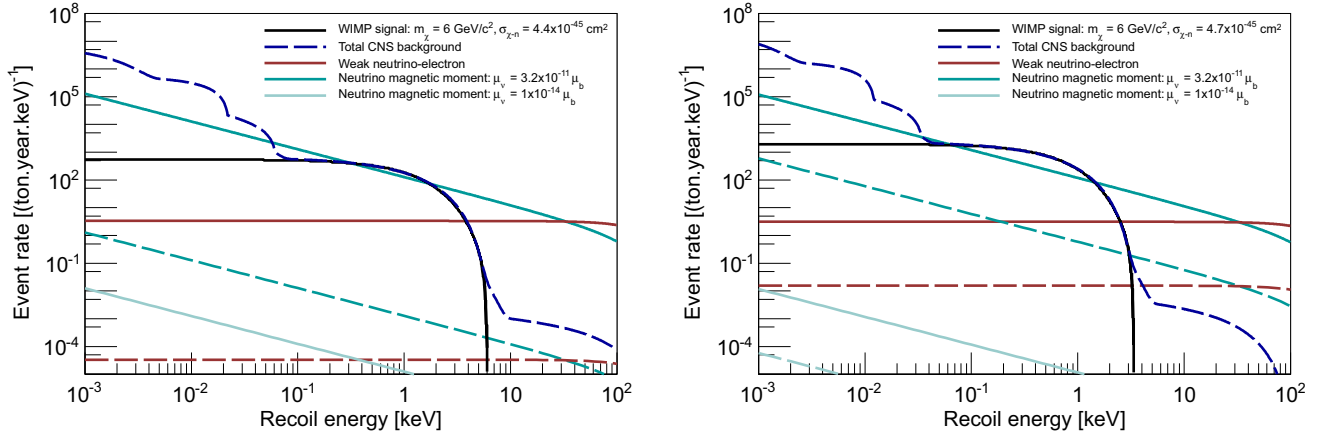 Event rate [(ton.year.keV)⁻¹]
10⁸
10⁵
10²
10⁻¹
10⁻⁴
WIMP signal: m_χ = 6 GeV/c², σ_χ-n = 4.4x10⁻⁴⁵ cm²
Total CNS background
Weak neutrino-electron
Neutrino magnetic moment: μ_ν = 3.2x10⁻¹¹ μ_b
Neutrino magnetic moment: μ_ν = 1x10⁻¹⁴ μ_b
10⁻³ 10⁻² 10⁻¹ 1 10 10²
Recoil energy [keV]
Event rate [(ton.year.keV)⁻¹]
10⁸
10⁵
10²
10⁻¹
10⁻⁴
WIMP signal: m_χ = 6 GeV/c², σ_χ-n = 4.7x10⁻⁴⁵ cm²
Total CNS background
Weak neutrino-electron
Neutrino magnetic moment: μ_ν = 3.2x10⁻¹¹ μ_b
Neutrino magnetic moment: μ_ν = 1x10⁻¹⁴ μ_b
10⁻³ 10⁻² 10⁻¹ 1 10 10²
Recoil energy [keV]